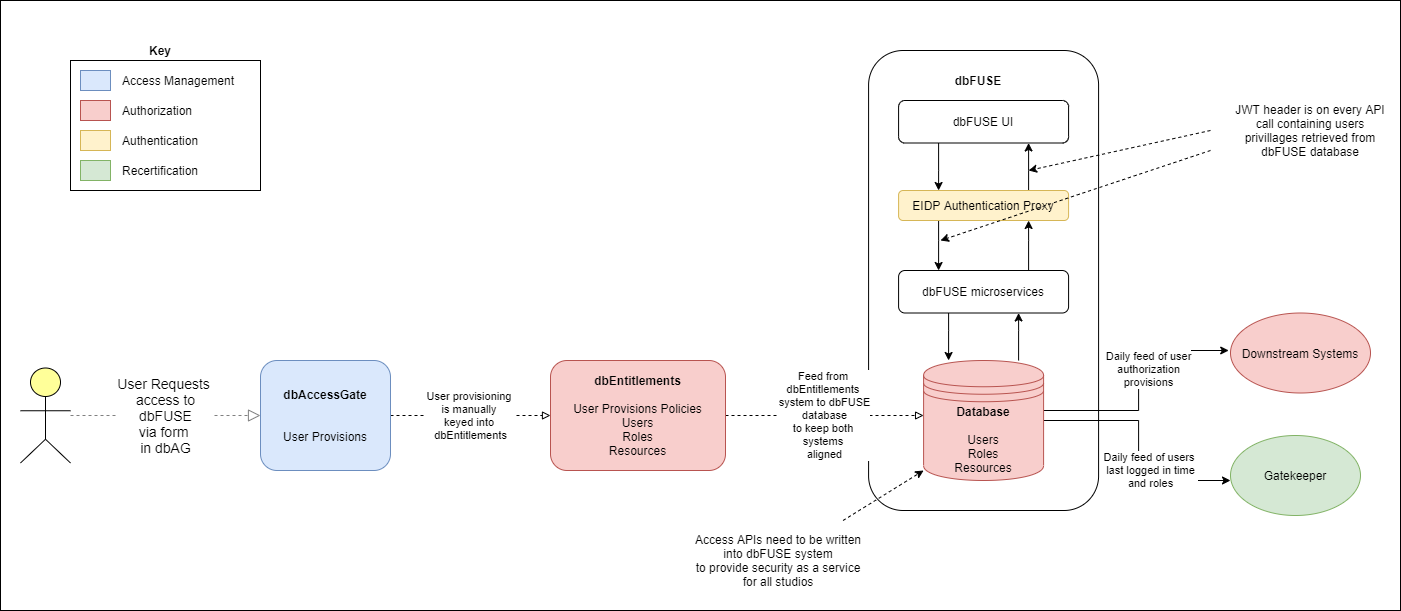 Key
Access Management
Authorization
Authentication
Recertification
User Requests
access to
dbFUSE
via form
in dbAG
dbAccessGate
User Provisions
User provisioning
is manually
keyed into
dbEntitlements
dbEntitlements
User Provisions Policies
Users
Roles
Resources
Feed from
dbEntitlements
system to dbFUSE
database
to keep both
systems
aligned
dbFUSE
dbFUSE UI
EIDP Authentication Proxy
dbFUSE microservices
Database
Users
Roles
Resources
JWT header is on every API
call containing users
privillages retrieved from
dbFUSE database
Daily feed of user
authorization
provisions
Downstream Systems
Daily feed of users
last logged in time
and roles
Gatekeeper
Access APIs need to be written
into dbFUSE system
to provide security as a service
for all studios